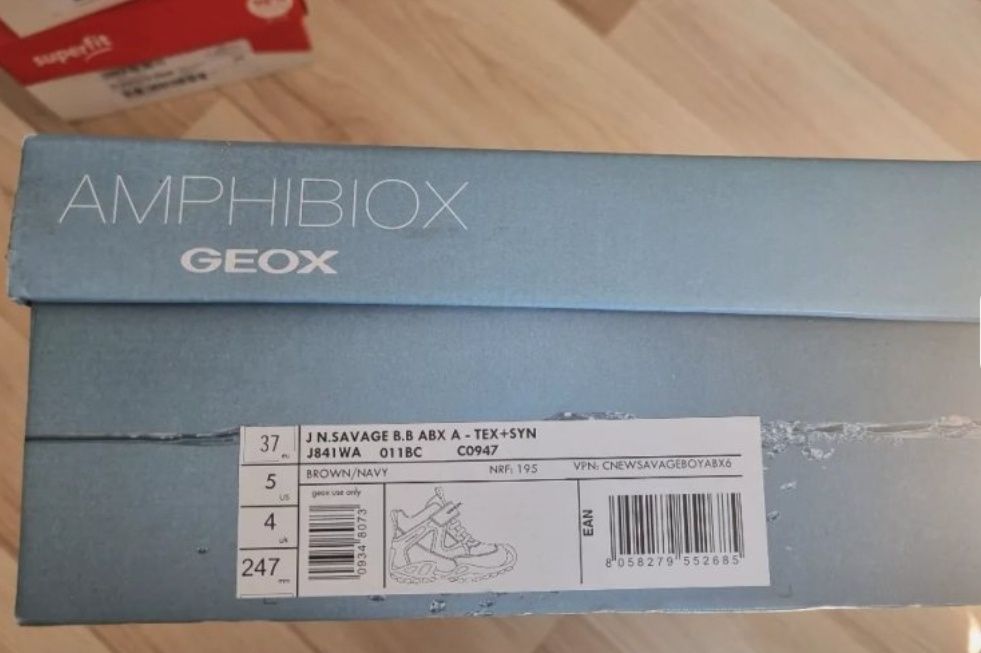 superfit
AMPHIBIOX
GEOX
37 eu
J N.SAVAGE B.B ABX A - TEX+SYN
J841WA 011BC C0947
BROWN/NAVY NRF: 195 VPN: CNEWSAVAGEBOYABX6
5 US
geox use only
4 uk
0934 8073
EAN
247 mm
8 058279 552685